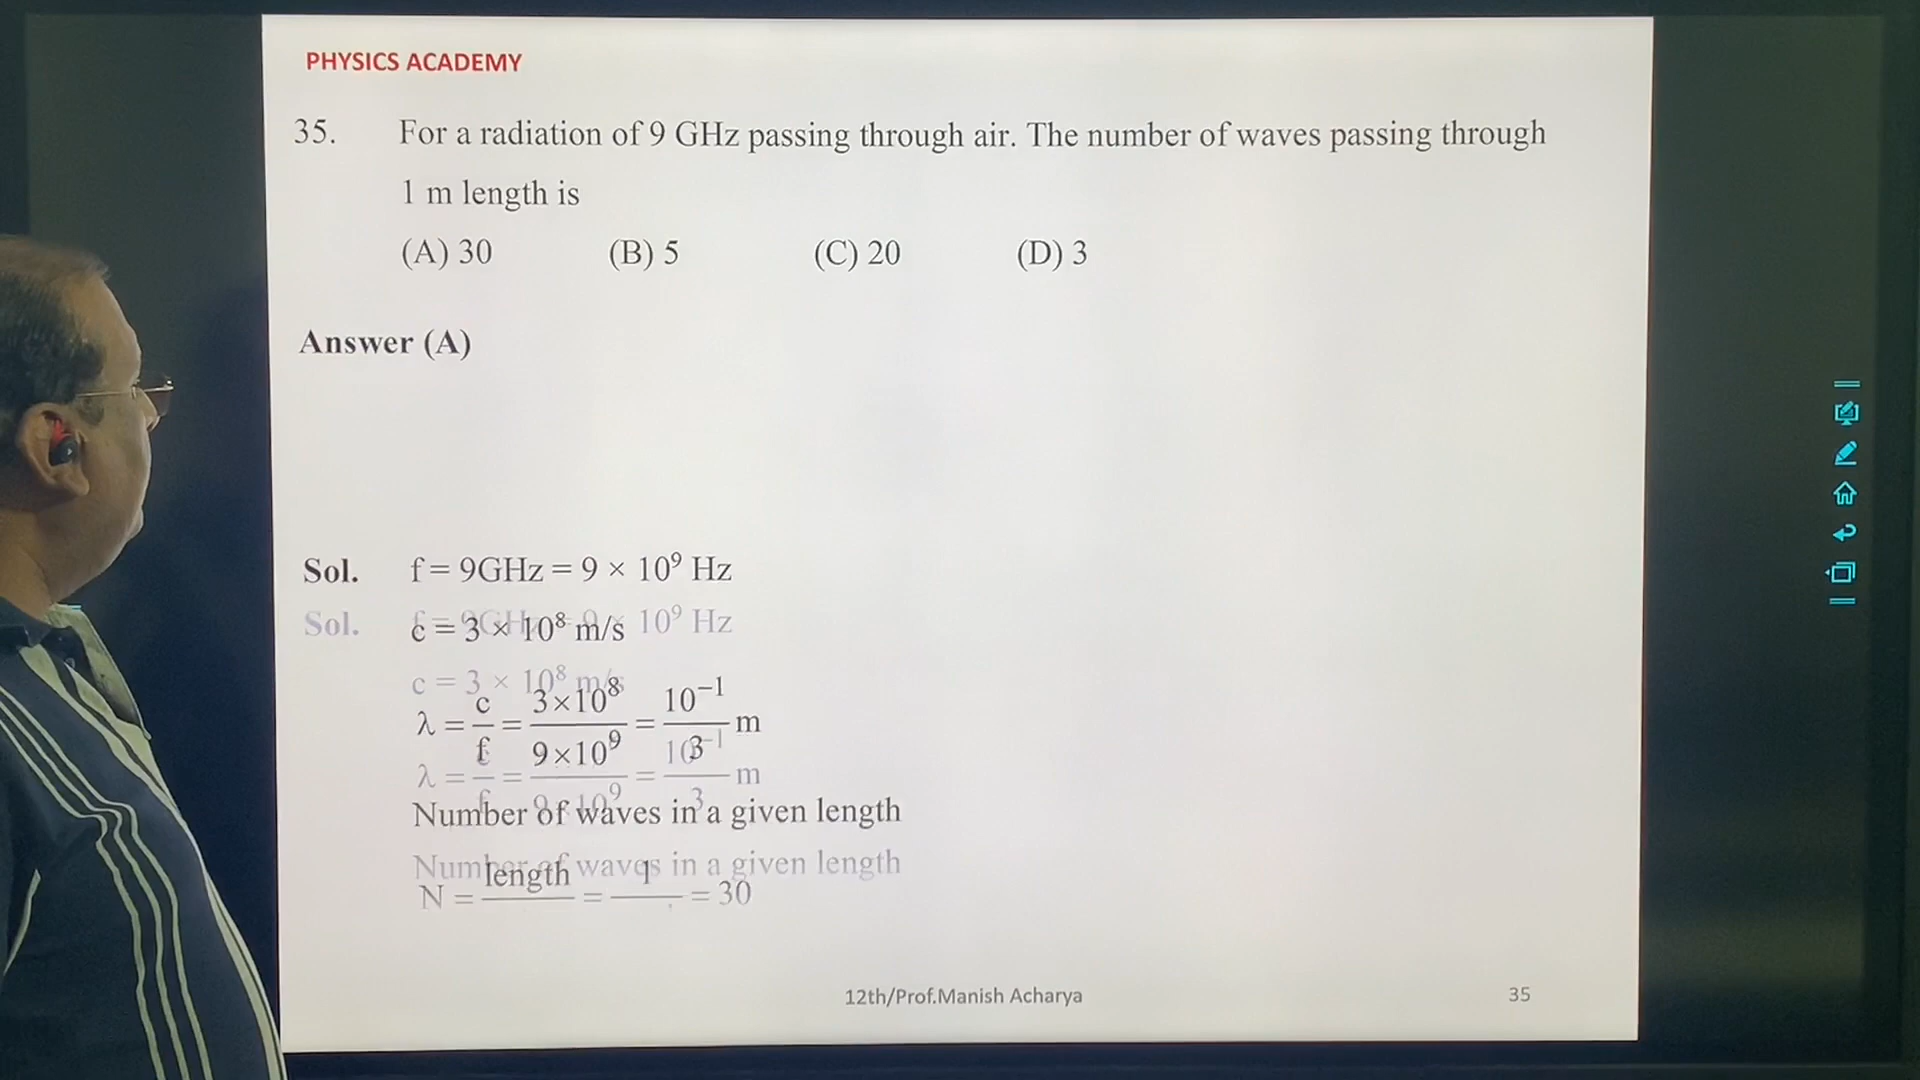 PHYSICS ACADEMY
35. For a radiation of 9 GHz passing through air. The number of waves passing through
1 m length is
(A) 30 (B) 5 (C) 20 (D) 3
Answer (A)
Sol. f = 9GHz = 9 × 10⁹ Hz
c = 3 × 10⁸ m/s
λ = c/f = 3×10⁸/9×10⁹ = 10⁻¹/3 m
Number of waves in a given length
N = length = 1 = 30
12th/Prof.Manish Acharya 35